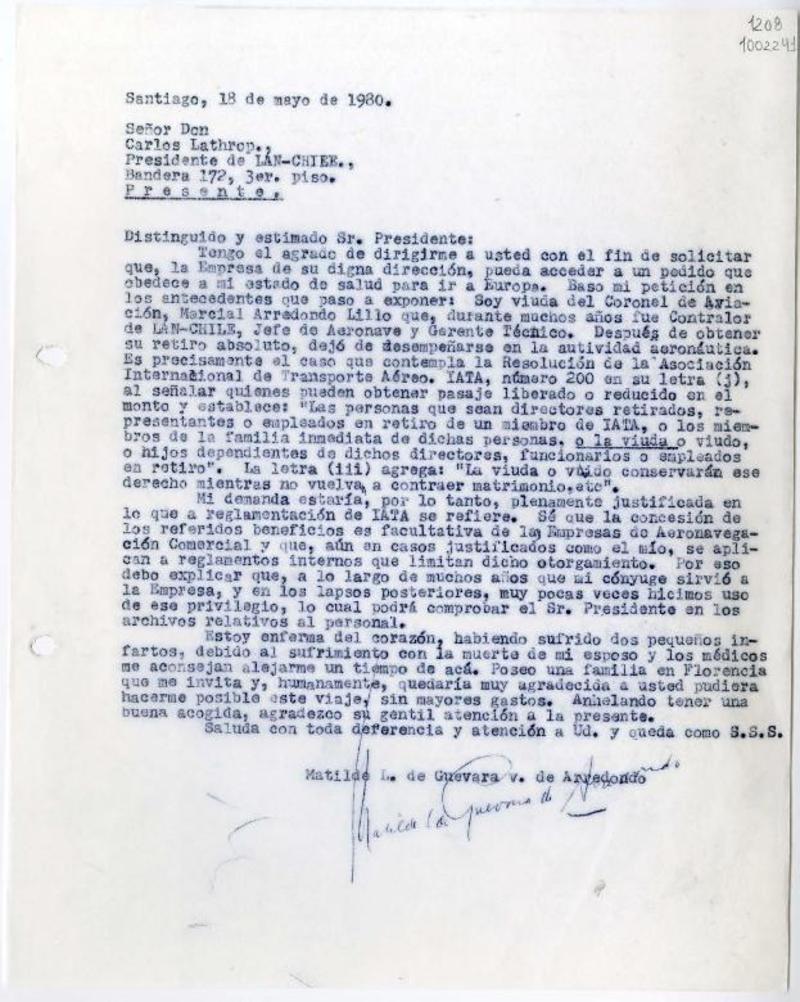 1208
1002241
Santiago, 18 de mayo de 1980.
Señor Don
Carlos Lathrop.,
Presidente de LAN-CHILE.,
Bandera 172, 3er. piso.
P r e s e n t e.
Distinguido y estimado Sr. Presidente:
Tengo el agrado de dirigirme a usted con el fin de solicitar
que, la Empresa de su digna dirección, pueda acceder a un pedido que
obedece a mi estado de salud para ir a Europa. Baso mi petición en
los antecedentes que paso a exponer: Soy viuda del Coronel de Avia-
ción, Marcial Arredondo Lillo que, durante muchos años fue Contralor
de LAN-CHILE, Jefe de Aeronave y Gerente Técnico. Después de obtener
su retiro absoluto, dejó de desempeñarse en la autividad aeronáutica.
Es precisamente el caso que contempla la Resolución de la Asociación
Internacional de Transporte Aéreo. IATA, número 200 en su letra (j),
al señalar quienes pueden obtener pasaje liberado o reducido en el
monto y establece: "Las personas que sean directores retirados, re-
presentantes o empleados en retiro de un miembro de IATA, o los miem-
bros de la familia inmediata de dichas personas, o la viuda o viudo,
o hijos dependientes de dichos directores, funcionarios o empleados
en retiro". La letra (iii) agrega: "La viuda o viudo conservarán ese
derecho mientras no vuelva a contraer matrimonio.etc".
Mi demanda estaría, por lo tanto, plenamente justificada en
lo que a reglamentación de IATA se refiere. Sé que la concesión de
los referidos beneficios es facultativa de las Empresas de Aeronavega-
ción Comercial y que, aún en casos justificados como el mío, se apli-
can a reglamentos internos que limitan dicho otorgamiento. Por eso
debo explicar que, a lo largo de muchos años que mi cónyuge sirvió a
la Empresa, y en los lapsos posteriores, muy pocas veces hicimos uso
de ese privilegio, lo cual podrá comprobar el Sr. Presidente en los
archivos relativos al personal.
Estoy enferma del corazón, habiendo sufrido dos pequeños in-
fartos, debido al sufrimiento con la muerte de mi esposo y los médicos
me aconsejan alejarme un tiempo de acá. Poseo una familia en Florencia
que me invita y, humanamente, quedaría muy agradecida a usted pudiera
hacerme posible este viaje, sin mayores gastos. Anhelando tener una
buena acogida, agradezco su gentil atención a la presente.
Saluda con toda deferencia y atención a Ud. y queda como S.S.S.
Matilde L. de Guevara v. de Arredondo
Matilde L de Guevara de Arredondo